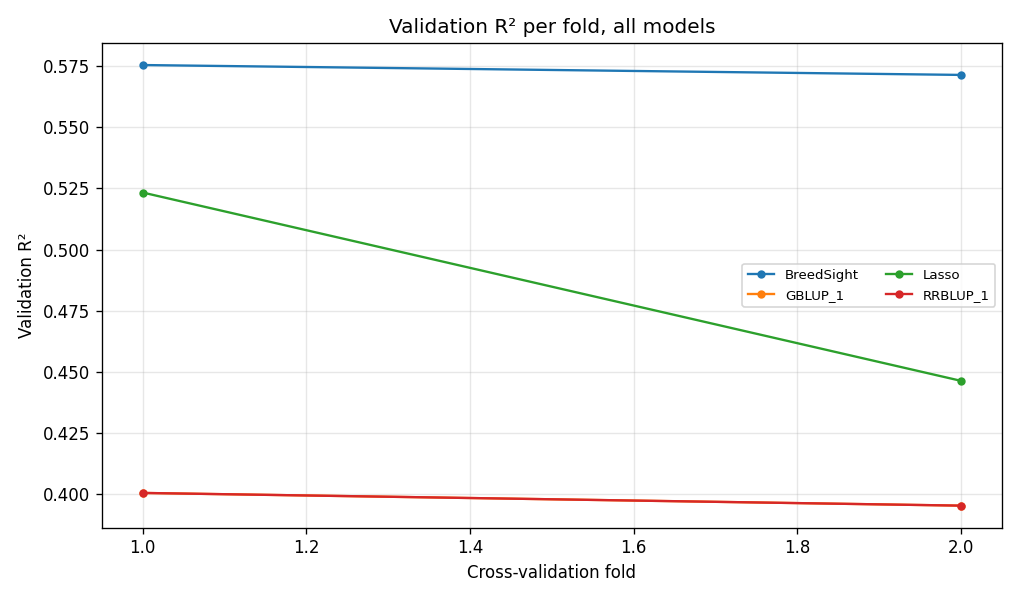 Validation R² per fold, all models
Validation R²
0.575
0.550
0.525
0.500
0.475
0.450
0.425
0.400
BreedSight
GBLUP_1
Lasso
RRBLUP_1
1.0 1.2 1.4 1.6 1.8 2.0
Cross-validation fold